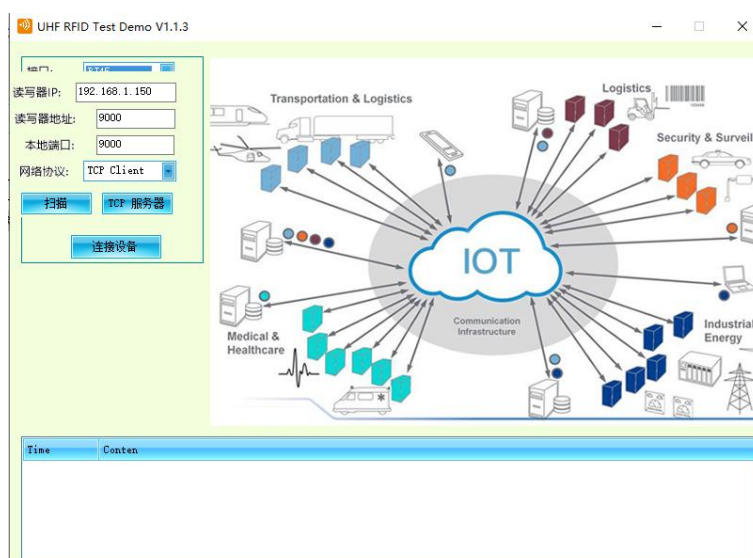 UHF RFID Test Demo V1.1.3
接口:
RJ45
读写器IP:
192.168.1.150
读写器地址:
9000
本地端口:
9000
网络协议:
TCP Client
扫描
TCP 服务器
连接设备
Transportation & Logistics
Logistics
Security & Surveil
IOT
Communication
Infrastructure
Medical &
Healthcare
Industrial
Energy
Time
Conten